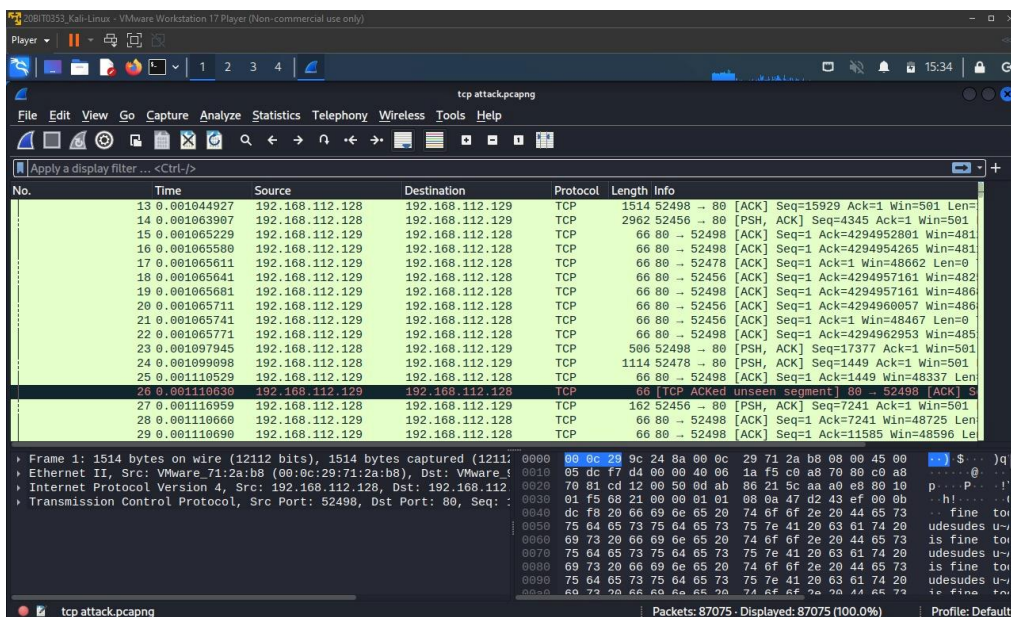 20BIT0353_Kali-Linux - VMware Workstation 17 Player (Non-commercial use only)
Player
1 2 3 4
15:34
tcp attack.pcapng
File Edit View Go Capture Analyze Statistics Telephony Wireless Tools Help
Apply a display filter ... <Ctrl-/>
No. Time Source Destination Protocol Length Info
13 0.001044927 192.168.112.128 192.168.112.129 TCP 1514 52498 → 80 [ACK] Seq=15929 Ack=1 Win=501 Len=
14 0.001063907 192.168.112.128 192.168.112.129 TCP 2962 52456 → 80 [PSH, ACK] Seq=4345 Ack=1 Win=501
15 0.001065229 192.168.112.129 192.168.112.128 TCP 66 80 → 52498 [ACK] Seq=1 Ack=4294952801 Win=481
16 0.001065580 192.168.112.129 192.168.112.128 TCP 66 80 → 52498 [ACK] Seq=1 Ack=4294954265 Win=481
17 0.001065611 192.168.112.129 192.168.112.128 TCP 66 80 → 52478 [ACK] Seq=1 Ack=1 Win=48662 Len=0
18 0.001065641 192.168.112.129 192.168.112.128 TCP 66 80 → 52456 [ACK] Seq=1 Ack=4294957161 Win=482
19 0.001065681 192.168.112.129 192.168.112.128 TCP 66 80 → 52498 [ACK] Seq=1 Ack=4294957161 Win=486
20 0.001065711 192.168.112.129 192.168.112.128 TCP 66 80 → 52456 [ACK] Seq=1 Ack=4294960057 Win=486
21 0.001065741 192.168.112.129 192.168.112.128 TCP 66 80 → 52456 [ACK] Seq=1 Ack=1 Win=48467 Len=0
22 0.001065771 192.168.112.129 192.168.112.128 TCP 66 80 → 52498 [ACK] Seq=1 Ack=4294962953 Win=485
23 0.001097945 192.168.112.128 192.168.112.129 TCP 506 52498 → 80 [PSH, ACK] Seq=17377 Ack=1 Win=501
24 0.001099098 192.168.112.128 192.168.112.129 TCP 1114 52478 → 80 [PSH, ACK] Seq=1449 Ack=1 Win=501
25 0.001110529 192.168.112.129 192.168.112.128 TCP 66 80 → 52498 [ACK] Seq=1 Ack=1449 Win=48337 Len
26 0.001110630 192.168.112.129 192.168.112.128 TCP 66 [TCP ACKed unseen segment] 80 → 52498 [ACK] S
27 0.001116959 192.168.112.128 192.168.112.129 TCP 162 52456 → 80 [PSH, ACK] Seq=7241 Ack=1 Win=501
28 0.001110660 192.168.112.129 192.168.112.128 TCP 66 80 → 52498 [ACK] Seq=1 Ack=7241 Win=48725 Len
29 0.001110690 192.168.112.129 192.168.112.128 TCP 66 80 → 52498 [ACK] Seq=1 Ack=11585 Win=48596 Le
Frame 1: 1514 bytes on wire (12112 bits), 1514 bytes captured (1211
Ethernet II, Src: VMware_71:2a:b8 (00:0c:29:71:2a:b8), Dst: VMware_9
Internet Protocol Version 4, Src: 192.168.112.128, Dst: 192.168.112
Transmission Control Protocol, Src Port: 52498, Dst Port: 80, Seq:
0000 00 0c 29 9c 24 8a 00 0c 29 71 2a b8 08 00 45 00 ··)·$··· )q
0010 05 dc f7 d4 00 00 40 06 1a f5 c0 a8 70 80 c0 a8 ······@·
0020 70 81 cd 12 00 50 0d ab 86 21 5c aa a0 e8 80 10 p····P·· ·!\
0030 01 f5 68 21 00 00 01 01 08 0a 47 d2 43 ef 00 0b ··h!····
0040 dc f8 20 66 69 6e 65 20 74 6f 6f 2e 20 44 65 73 ·· fine too
0050 75 64 65 73 75 64 65 73 75 7e 41 20 63 61 74 20 udesudes u~
0060 69 73 20 66 69 6e 65 20 74 6f 6f 2e 20 44 65 73 is fine too
0070 75 64 65 73 75 64 65 73 75 7e 41 20 63 61 74 20 udesudes u~
0080 69 73 20 66 69 6e 65 20 74 6f 6f 2e 20 44 65 73 is fine too
0090 75 64 65 73 75 64 65 73 75 7e 41 20 63 61 74 20 udesudes u~
69 73 20 66 69 6e 65 20 74 6f 6f 2e 20 44 65 73 is fine
tcp attack.pcapng
Packets: 87075 · Displayed: 87075 (100.0%)
Profile: Default